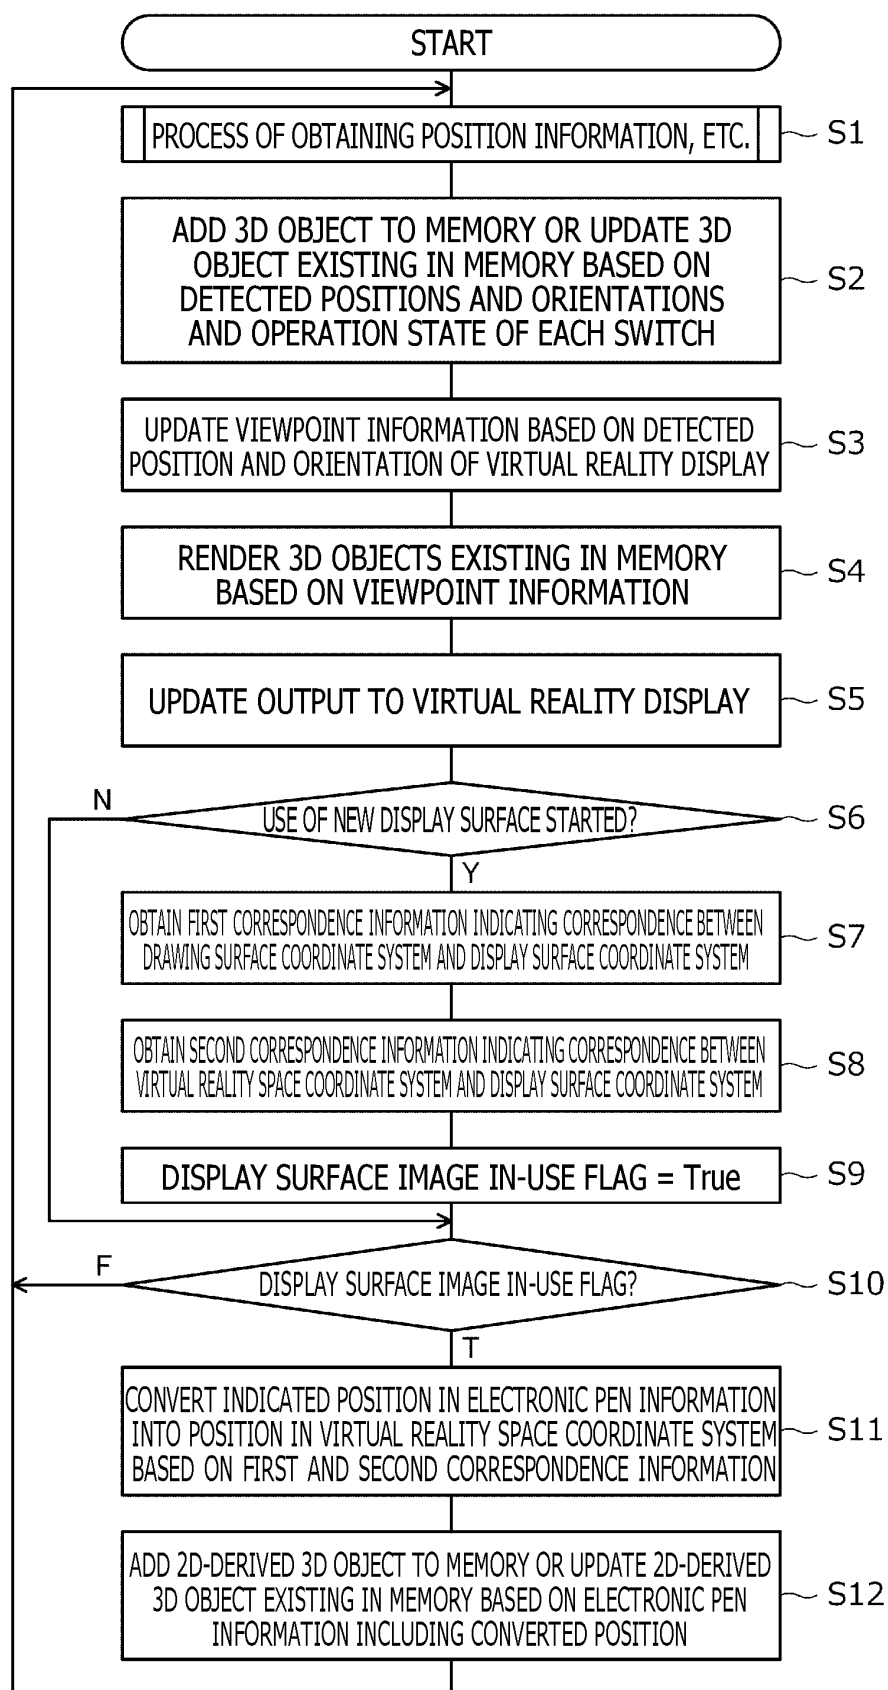 START
PROCESS OF OBTAINING POSITION INFORMATION, ETC.
S1
ADD 3D OBJECT TO MEMORY OR UPDATE 3D
OBJECT EXISTING IN MEMORY BASED ON
DETECTED POSITIONS AND ORIENTATIONS
AND OPERATION STATE OF EACH SWITCH
S2
UPDATE VIEWPOINT INFORMATION BASED ON DETECTED
POSITION AND ORIENTATION OF VIRTUAL REALITY DISPLAY
S3
RENDER 3D OBJECTS EXISTING IN MEMORY
BASED ON VIEWPOINT INFORMATION
S4
UPDATE OUTPUT TO VIRTUAL REALITY DISPLAY
S5
N
USE OF NEW DISPLAY SURFACE STARTED?
S6
Y
OBTAIN FIRST CORRESPONDENCE INFORMATION INDICATING CORRESPONDENCE BETWEEN
DRAWING SURFACE COORDINATE SYSTEM AND DISPLAY SURFACE COORDINATE SYSTEM
S7
OBTAIN SECOND CORRESPONDENCE INFORMATION INDICATING CORRESPONDENCE BETWEEN
VIRTUAL REALITY SPACE COORDINATE SYSTEM AND DISPLAY SURFACE COORDINATE SYSTEM
S8
DISPLAY SURFACE IMAGE IN-USE FLAG = True
S9
F
DISPLAY SURFACE IMAGE IN-USE FLAG?
S10
T
CONVERT INDICATED POSITION IN ELECTRONIC PEN INFORMATION
INTO POSITION IN VIRTUAL REALITY SPACE COORDINATE SYSTEM
BASED ON FIRST AND SECOND CORRESPONDENCE INFORMATION
S11
ADD 2D-DERIVED 3D OBJECT TO MEMORY OR UPDATE 2D-DERIVED
3D OBJECT EXISTING IN MEMORY BASED ON ELECTRONIC PEN
INFORMATION INCLUDING CONVERTED POSITION
S12